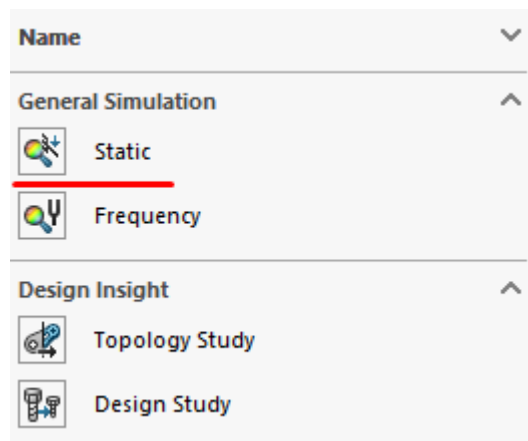 Name
General Simulation
Static
Frequency
Design Insight
Topology Study
Design Study